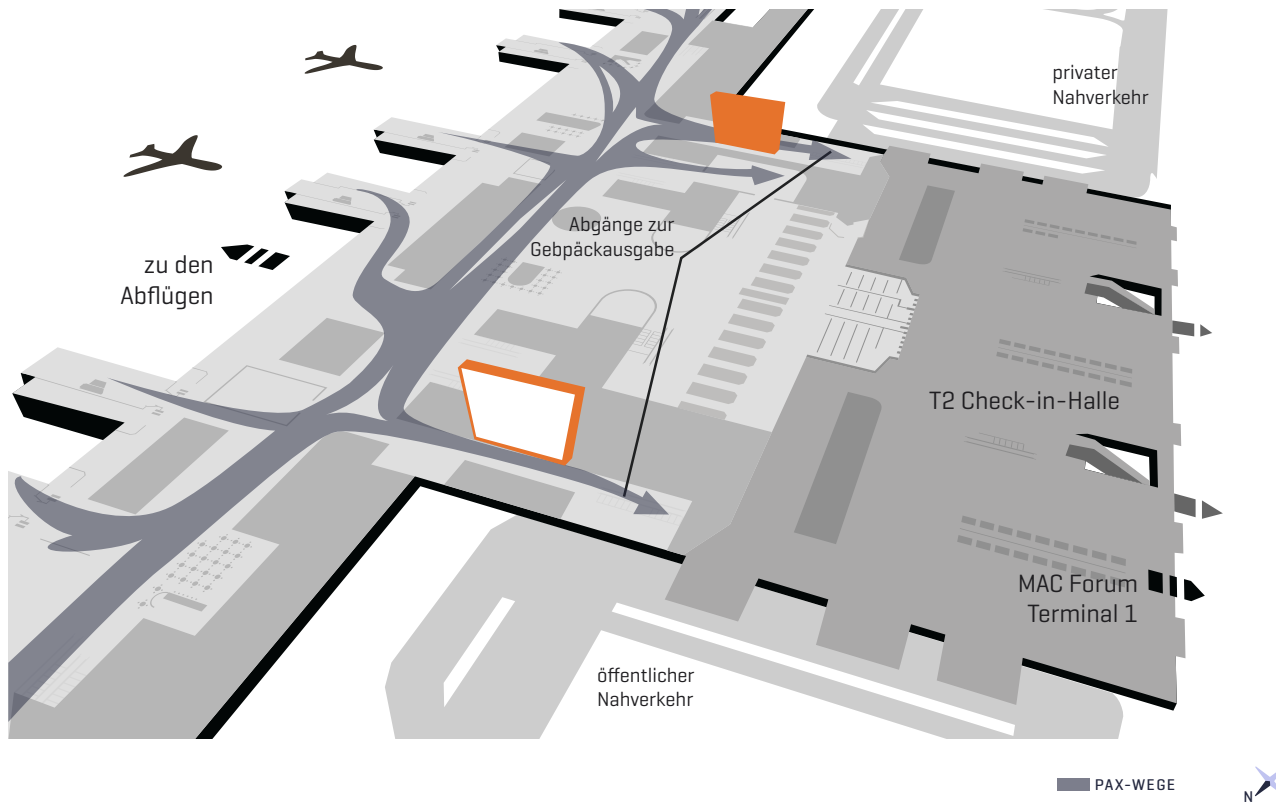 privater
Nahverkehr
Abgänge zur
Gebpäckausgabe
zu den
Abflügen
T2 Check-in-Halle
MAC Forum
Terminal 1
öffentlicher
Nahverkehr
PAX-WEGE
N